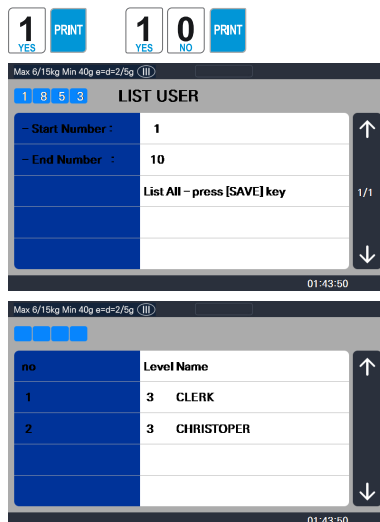 1 YES PRINT 1 YES 0 NO PRINT
Max 6/15kg Min 40g e=d=2/5g III
1 8 5 3 LIST USER
- Start Number : 1
- End Number : 10
List All - press [SAVE] key
1/1
01:43:50
Max 6/15kg Min 40g e=d=2/5g III
no Level Name
1 3 CLERK
2 3 CHRISTOPER
01:43:50